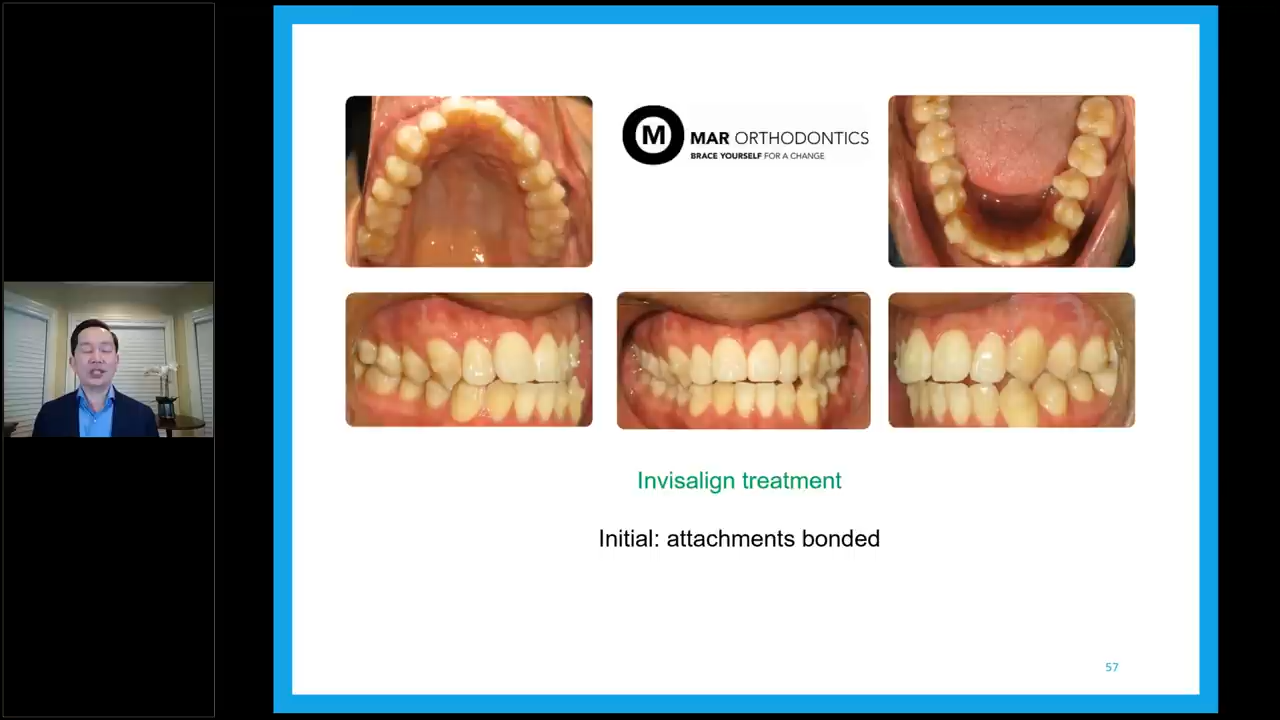 M
MAR ORTHODONTICS
BRACE YOURSELF FOR A CHANGE
Invisalign treatment
Initial: attachments bonded
57